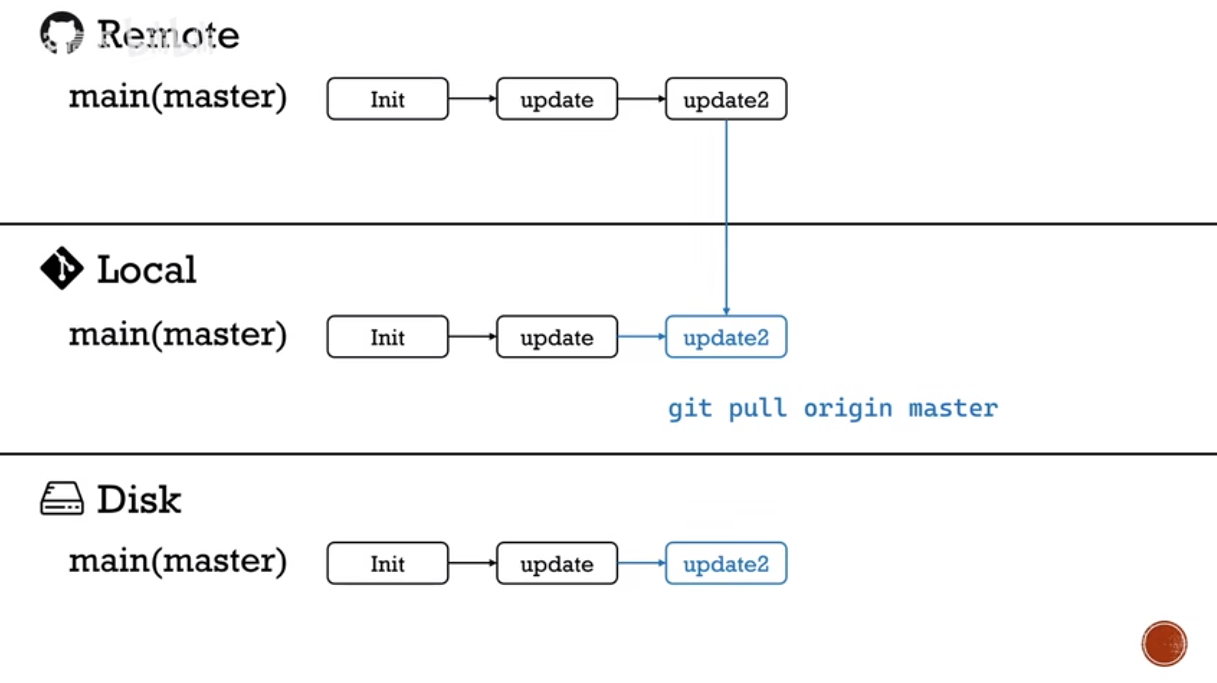 Remote
main(master) Init update update2
Local
main(master) Init update update2
git pull origin master
Disk
main(master) Init update update2